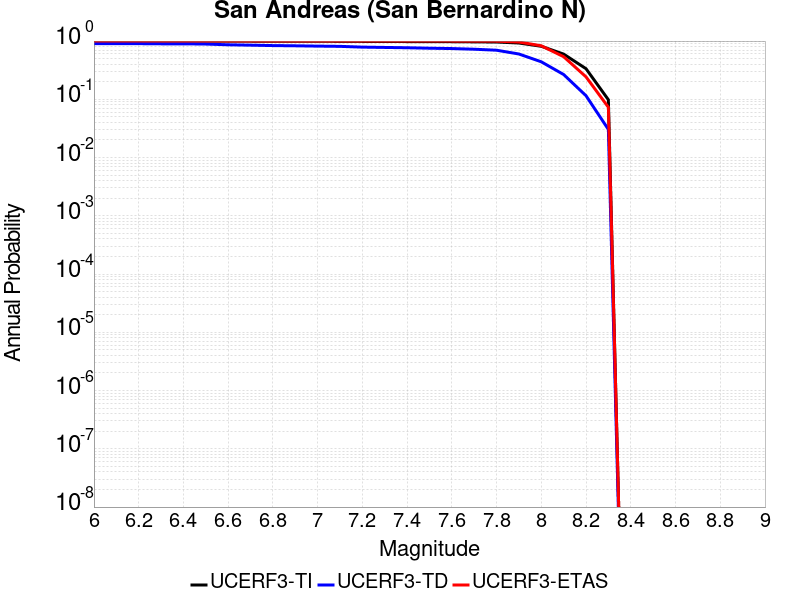 San Andreas (San Bernardino N)
10^0
10^-1
10^-2
10^-3
10^-4
10^-5
10^-6
10^-7
10^-8
Annual Probability
6 6.2 6.4 6.6 6.8 7 7.2 7.4 7.6 7.8 8 8.2 8.4 8.6 8.8 9
Magnitude
UCERF3-TI UCERF3-TD UCERF3-ETAS